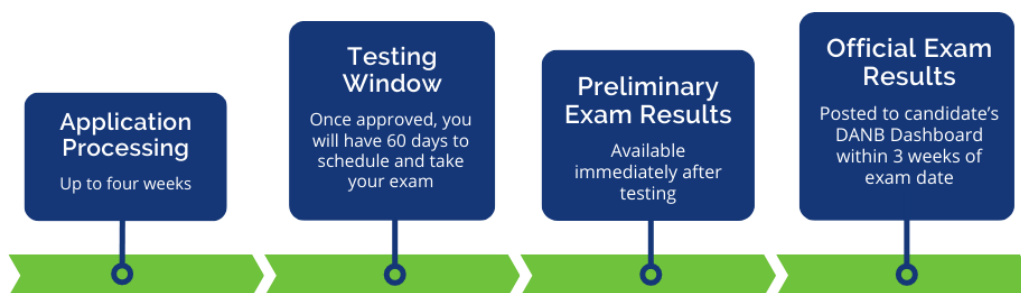 Application
Processing
Up to four weeks
Testing
Window
Once approved, you
will have 60 days to
schedule and take
your exam
Preliminary
Exam Results
Available
immediately after
testing
Official Exam
Results
Posted to candidate’s
DANB Dashboard
within 3 weeks of
exam date